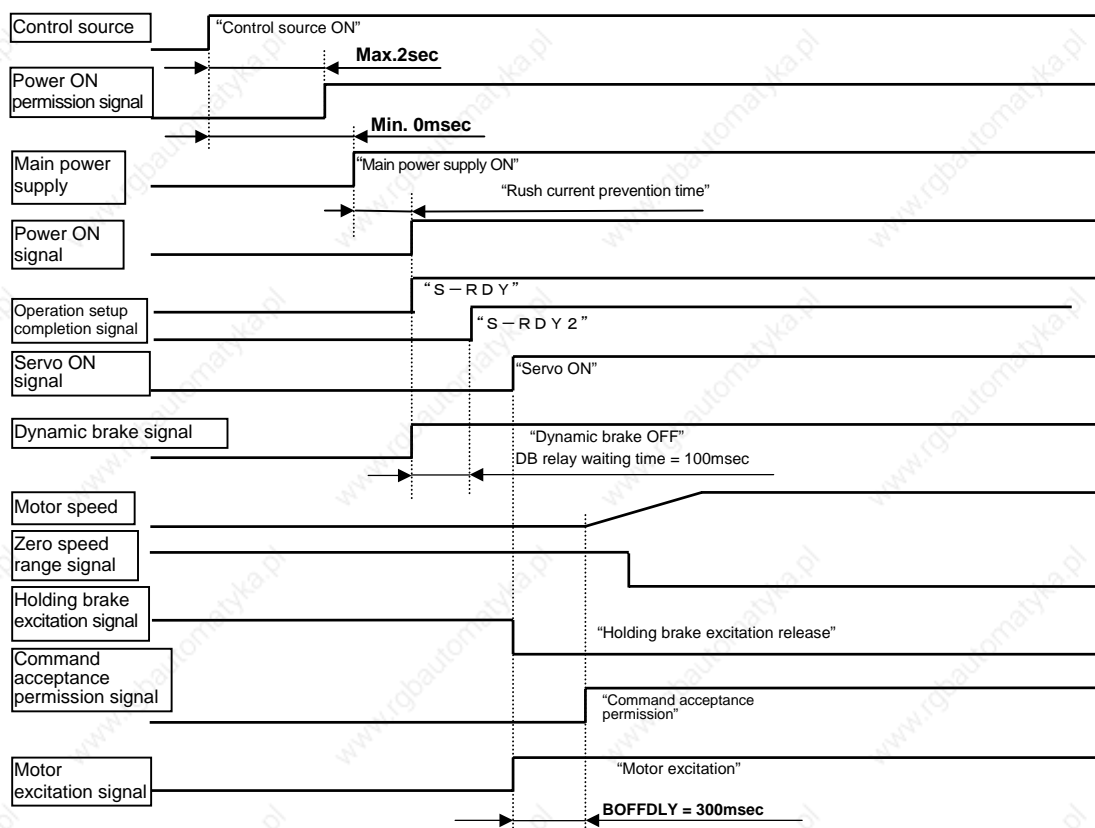 Control source
“Control source ON”
Max.2sec
Power ON
permission signal
Min. 0msec
Main power
supply
“Main power supply ON”
“Rush current prevention time”
Power ON
signal
“Ｓ－ＲＤＹ”
Operation setup
completion signal
“Ｓ－ＲＤＹ２”
Servo ON
signal
“Servo ON”
Dynamic brake signal
“Dynamic brake OFF”
DB relay waiting time = 100msec
Motor speed
Zero speed
range signal
Holding brake
excitation signal
“Holding brake excitation release”
Command
acceptance
permission signal
“Command acceptance
permission”
Motor
excitation signal
“Motor excitation”
BOFFDLY = 300msec
www.rgbautomatyka.pl